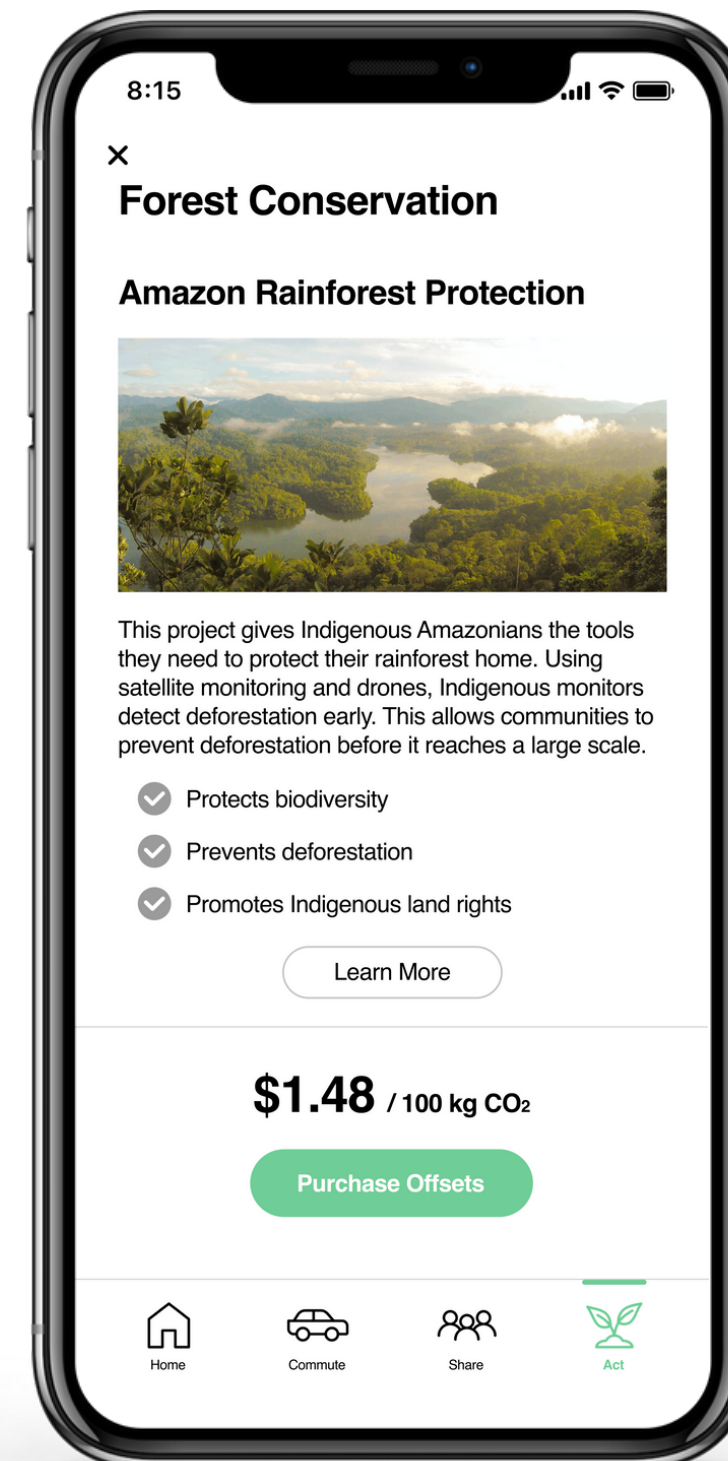 8:15
Forest Conservation
Amazon Rainforest Protection
This project gives Indigenous Amazonians the tools
they need to protect their rainforest home. Using
satellite monitoring and drones, Indigenous monitors
detect deforestation early. This allows communities to
prevent deforestation before it reaches a large scale.
Protects biodiversity
Prevents deforestation
Promotes Indigenous land rights
Learn More
$1.48 / 100 kg CO₂
Purchase Offsets
Home Commute Share Act